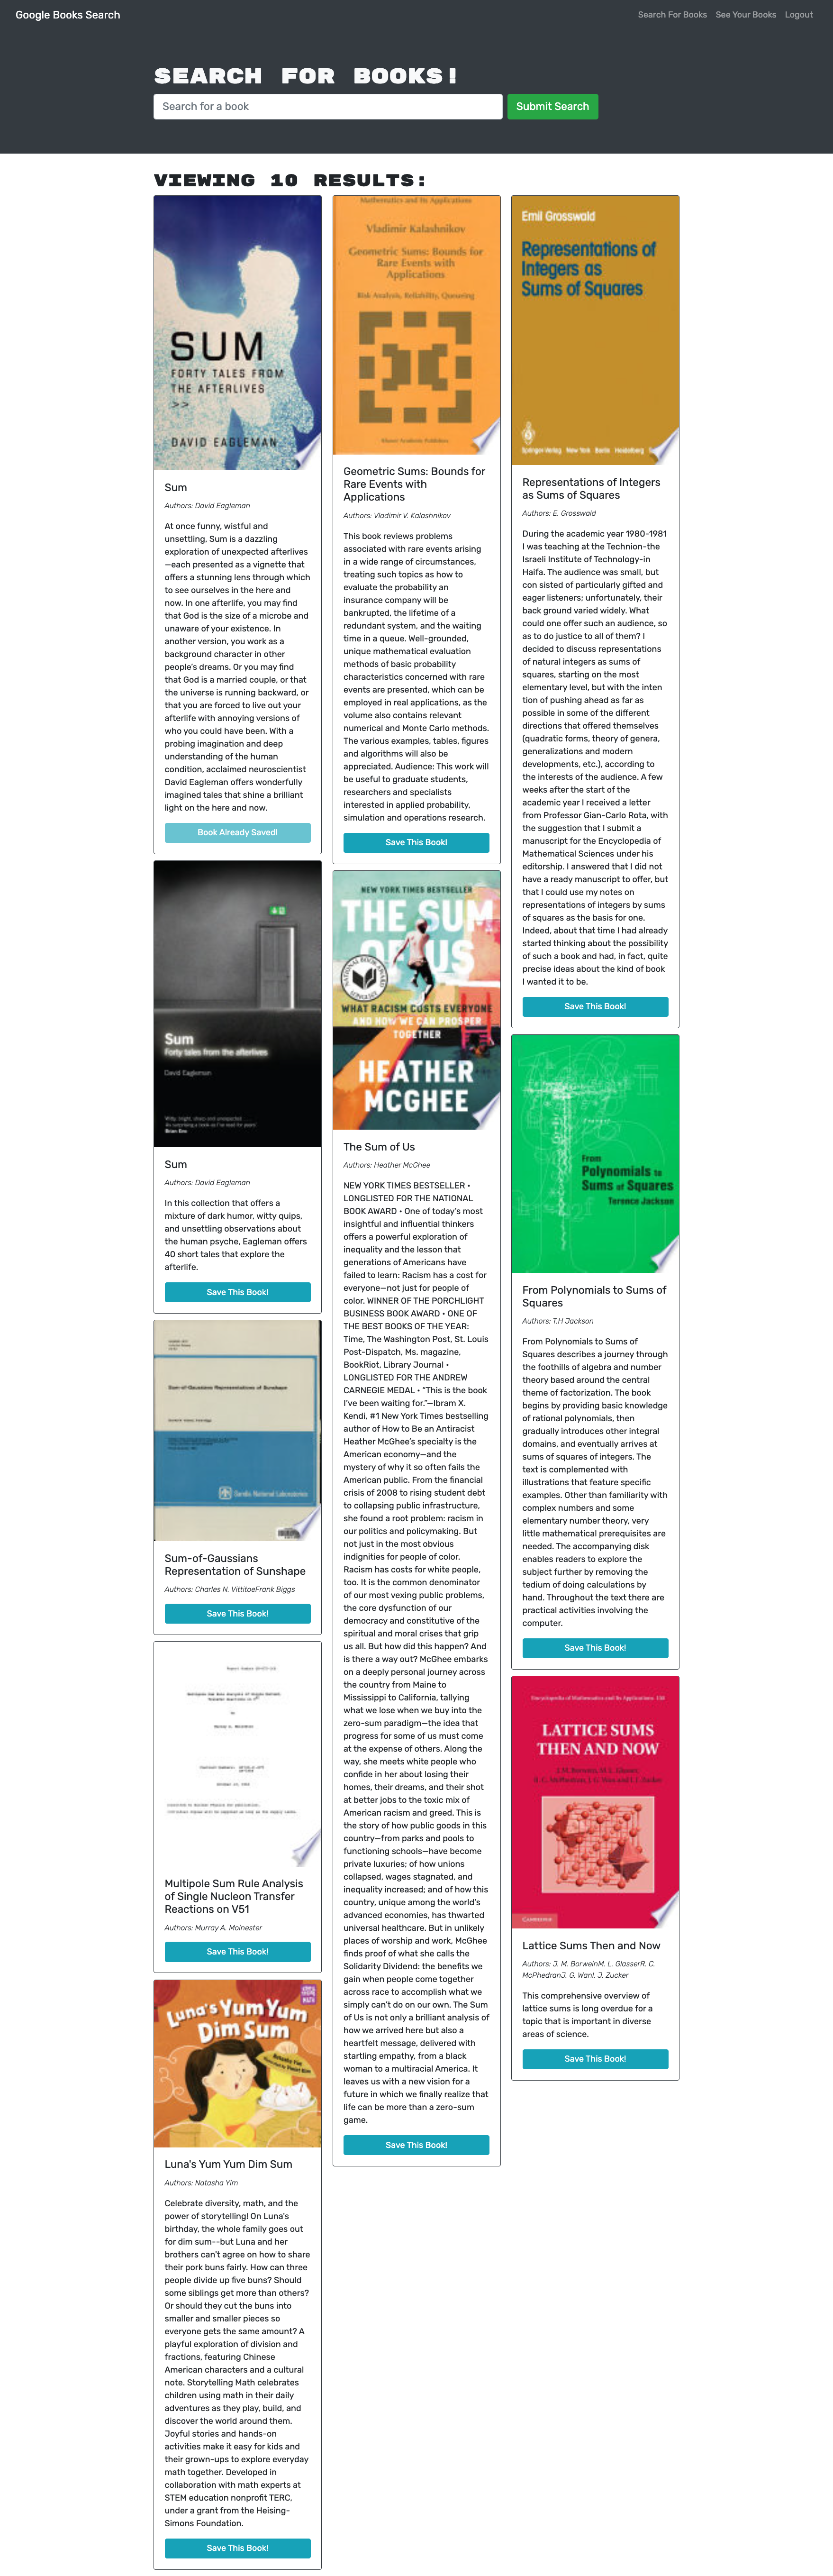 Google Books Search
Search For Books
See Your Books
Logout
SEARCH FOR BOOKS!
Search for a book
Submit Search
VIEWING 10 RESULTS:
SUM
FORTY TALES FROM
THE AFTERLIVES
>>
DAVID EAGLEMAN
Sum
Authors: David Eagleman
At once funny, wistful and
unsettling, Sum is a dazzling
exploration of unexpected afterlives
—each presented as a vignette that
offers a stunning lens through which
to see ourselves in the here and
now. In one afterlife, you may find
that God is the size of a microbe and
unaware of your existence. In
another version, you work as a
background character in other
people's dreams. Or you may find
that God is a married couple, or that
the universe is running backward, or
that you are forced to live out your
afterlife with annoying versions of
who you could have been. With a
probing imagination and deep
understanding of the human
condition, acclaimed neuroscientist
David Eagleman offers wonderfully
imagined tales that shine a brilliant
light on the here and now.
Book Already Saved!
Sum
Forty tales from the afterlives
David Eagleman
Brian Eno
Sum
Authors: David Eagleman
In this collection that offers a
mixture of dark humor, witty quips,
and unsettling observations about
the human psyche, Eagleman offers
40 short tales that explore the
afterlife.
Save This Book!
Sum-of-Gaussians Representations of Sunshape
Sandia National Laboratories
Sum-of-Gaussians
Representation of Sunshape
Authors: Charles N. VittitoeFrank Biggs
Save This Book!
Multipole Sum Rule Analysis
of Single Nucleon Transfer
Reactions on V51
Authors: Murray A. Moinester
Save This Book!
Luna's Yum Yum
Dim Sum
Luna's Yum Yum Dim Sum
Authors: Natasha Yim
Celebrate diversity, math, and the
power of storytelling! On Luna's
birthday, the whole family goes out
for dim sum--but Luna and her
brothers can't agree on how to share
their pork buns fairly. How can three
people divide up five buns? Should
some siblings get more than others?
Or should they cut the buns into
smaller and smaller pieces so
everyone gets the same amount? A
playful exploration of division and
fractions, featuring Chinese
American characters and a cultural
note. Storytelling Math celebrates
children using math in their daily
adventures as they play, build, and
discover the world around them.
Joyful stories and hands-on
activities make it easy for kids and
their grown-ups to explore everyday
math together. Developed in
collaboration with math experts at
STEM education nonprofit TERC,
under a grant from the Heising-
Simons Foundation.
Save This Book!
Mathematics and Its Applications
Vladimir Kalashnikov
Geometric Sums: Bounds for
Rare Events with
Applications
Risk Analysis, Reliability, Queueing
Kluwer Academic Publishers
Geometric Sums: Bounds for
Rare Events with
Applications
Authors: Vladimir V. Kalashnikov
This book reviews problems
associated with rare events arising
in a wide range of circumstances,
treating such topics as how to
evaluate the probability an
insurance company will be
bankrupted, the lifetime of a
redundant system, and the waiting
time in a queue. Well-grounded,
unique mathematical evaluation
methods of basic probability
characteristics concerned with rare
events are presented, which can be
employed in real applications, as the
volume also contains relevant
numerical and Monte Carlo methods.
The various examples, tables, figures
and algorithms will also be
appreciated. Audience: This work will
be useful to graduate students,
researchers and specialists
interested in applied probability,
simulation and operations research.
Save This Book!
NEW YORK TIMES BESTSELLER
THE SUM
OF US
WHAT RACISM COSTS EVERYONE
AND HOW WE CAN PROSPER
TOGETHER
HEATHER
MCGHEE
The Sum of Us
Authors: Heather McGhee
NEW YORK TIMES BESTSELLER •
LONGLISTED FOR THE NATIONAL
BOOK AWARD • One of today's most
insightful and influential thinkers
offers a powerful exploration of
inequality and the lesson that
generations of Americans have
failed to learn: Racism has a cost for
everyone—not just for people of
color. WINNER OF THE PORCHLIGHT
BUSINESS BOOK AWARD • ONE OF
THE BEST BOOKS OF THE YEAR:
Time, The Washington Post, St. Louis
Post-Dispatch, Ms. magazine,
BookRiot, Library Journal •
LONGLISTED FOR THE ANDREW
CARNEGIE MEDAL • “This is the book
I've been waiting for.”—Ibram X.
Kendi, #1 New York Times bestselling
author of How to Be an Antiracist
Heather McGhee's specialty is the
American economy—and the
mystery of why it so often fails the
American public. From the financial
crisis of 2008 to rising student debt
to collapsing public infrastructure,
she found a root problem: racism in
our politics and policymaking. But
not just in the most obvious
indignities for people of color.
Racism has costs for white people,
too. It is the common denominator
of our most vexing public problems,
the core dysfunction of our
democracy and constitutive of the
spiritual and moral crises that grip
us all. But how did this happen? And
is there a way out? McGhee embarks
on a deeply personal journey across
the country from Maine to
Mississippi to California, tallying
what we lose when we buy into the
zero-sum paradigm—the idea that
progress for some of us must come
at the expense of others. Along the
way, she meets white people who
confide in her about losing their
homes, their dreams, and their shot
at better jobs to the toxic mix of
American racism and greed. This is
the story of how public goods in this
country—from parks and pools to
functioning schools—have become
private luxuries; of how unions
collapsed, wages stagnated, and
inequality increased; and of how this
country, unique among the world's
advanced economies, has thwarted
universal healthcare. But in unlikely
places of worship and work, McGhee
finds proof of what she calls the
Solidarity Dividend: the benefits we
gain when people come together
across race to accomplish what we
simply can't do on our own. The Sum
of Us is not only a brilliant analysis of
how we arrived here but also a
heartfelt message, delivered with
startling empathy, from a black
woman to a multiracial America. It
leaves us with a new vision for a
future in which we finally realize that
life can be more than a zero-sum
game.
Save This Book!
Emil Grosswald
Representations of
Integers as
Sums of Squares
Springer-Verlag New York Berlin Heidelberg
Representations of Integers
as Sums of Squares
Authors: E. Grosswald
During the academic year 1980-1981
I was teaching at the Technion-the
Israeli Institute of Technology-in
Haifa. The audience was small, but
con sisted of particularly gifted and
eager listeners; unfortunately, their
back ground varied widely. What
could one offer such an audience, so
as to do justice to all of them? I
decided to discuss representations
of natural integers as sums of
squares, starting on the most
elementary level, but with the inten
tion of pushing ahead as far as
possible in some of the different
directions that offered themselves
(quadratic forms, theory of genera,
generalizations and modern
developments, etc.), according to
the interests of the audience. A few
weeks after the start of the
academic year I received a letter
from Professor Gian-Carlo Rota, with
the suggestion that I submit a
manuscript for the Encyclopedia of
Mathematical Sciences under his
editorship. I answered that I did not
have a ready manuscript to offer, but
that I could use my notes on
representations of integers by sums
of squares as the basis for one.
Indeed, about that time I had already
started thinking about the possibility
of such a book and had, in fact, quite
precise ideas about the kind of book
I wanted it to be.
Save This Book!
From
Polynomials to
Sums of Squares
Terence Jackson
From Polynomials to Sums of
Squares
Authors: T.H Jackson
From Polynomials to Sums of
Squares describes a journey through
the foothills of algebra and number
theory based around the central
theme of factorization. The book
begins by providing basic knowledge
of rational polynomials, then
gradually introduces other integral
domains, and eventually arrives at
sums of squares of integers. The
text is complemented with
illustrations that feature specific
examples. Other than familiarity with
complex numbers and some
elementary number theory, very
little mathematical prerequisites are
needed. The accompanying disk
enables readers to explore the
subject further by removing the
tedium of doing calculations by
hand. Throughout the text there are
practical activities involving the
computer.
Save This Book!
Encyclopedia of Mathematics and Its Applications 150
LATTICE SUMS
THEN AND NOW
Lattice Sums Then and Now
Authors: J. M. BorweinM. L. GlasserR. C.
McPhedranJ. G. WanI. J. Zucker
This comprehensive overview of
lattice sums is long overdue for a
topic that is important in diverse
areas of science.
Save This Book!